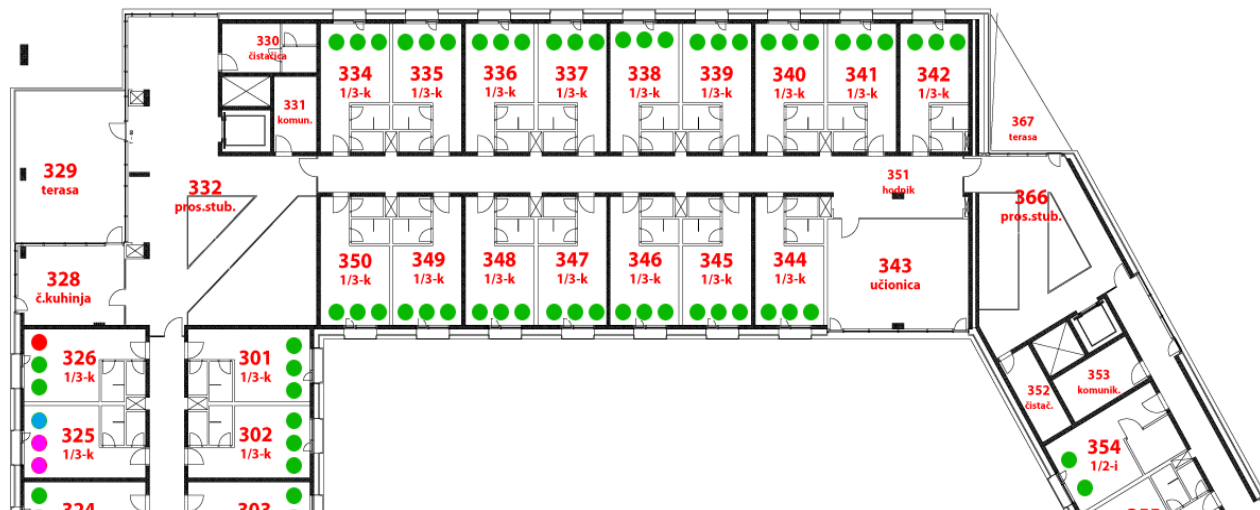 330
čistačica
334
1/3-k
335
1/3-k
336
1/3-k
337
1/3-k
338
1/3-k
339
1/3-k
340
1/3-k
341
1/3-k
342
1/3-k
331
komun.
367
terasa
329
terasa
332
pros.stub.
351
hodnik
366
pros.stub.
328
č.kuhinja
350
1/3-k
349
1/3-k
348
1/3-k
347
1/3-k
346
1/3-k
345
1/3-k
344
1/3-k
343
učionica
326
1/3-k
301
1/3-k
352
čistač.
353
komunik.
325
1/3-k
302
1/3-k
354
1/2-i
324
303